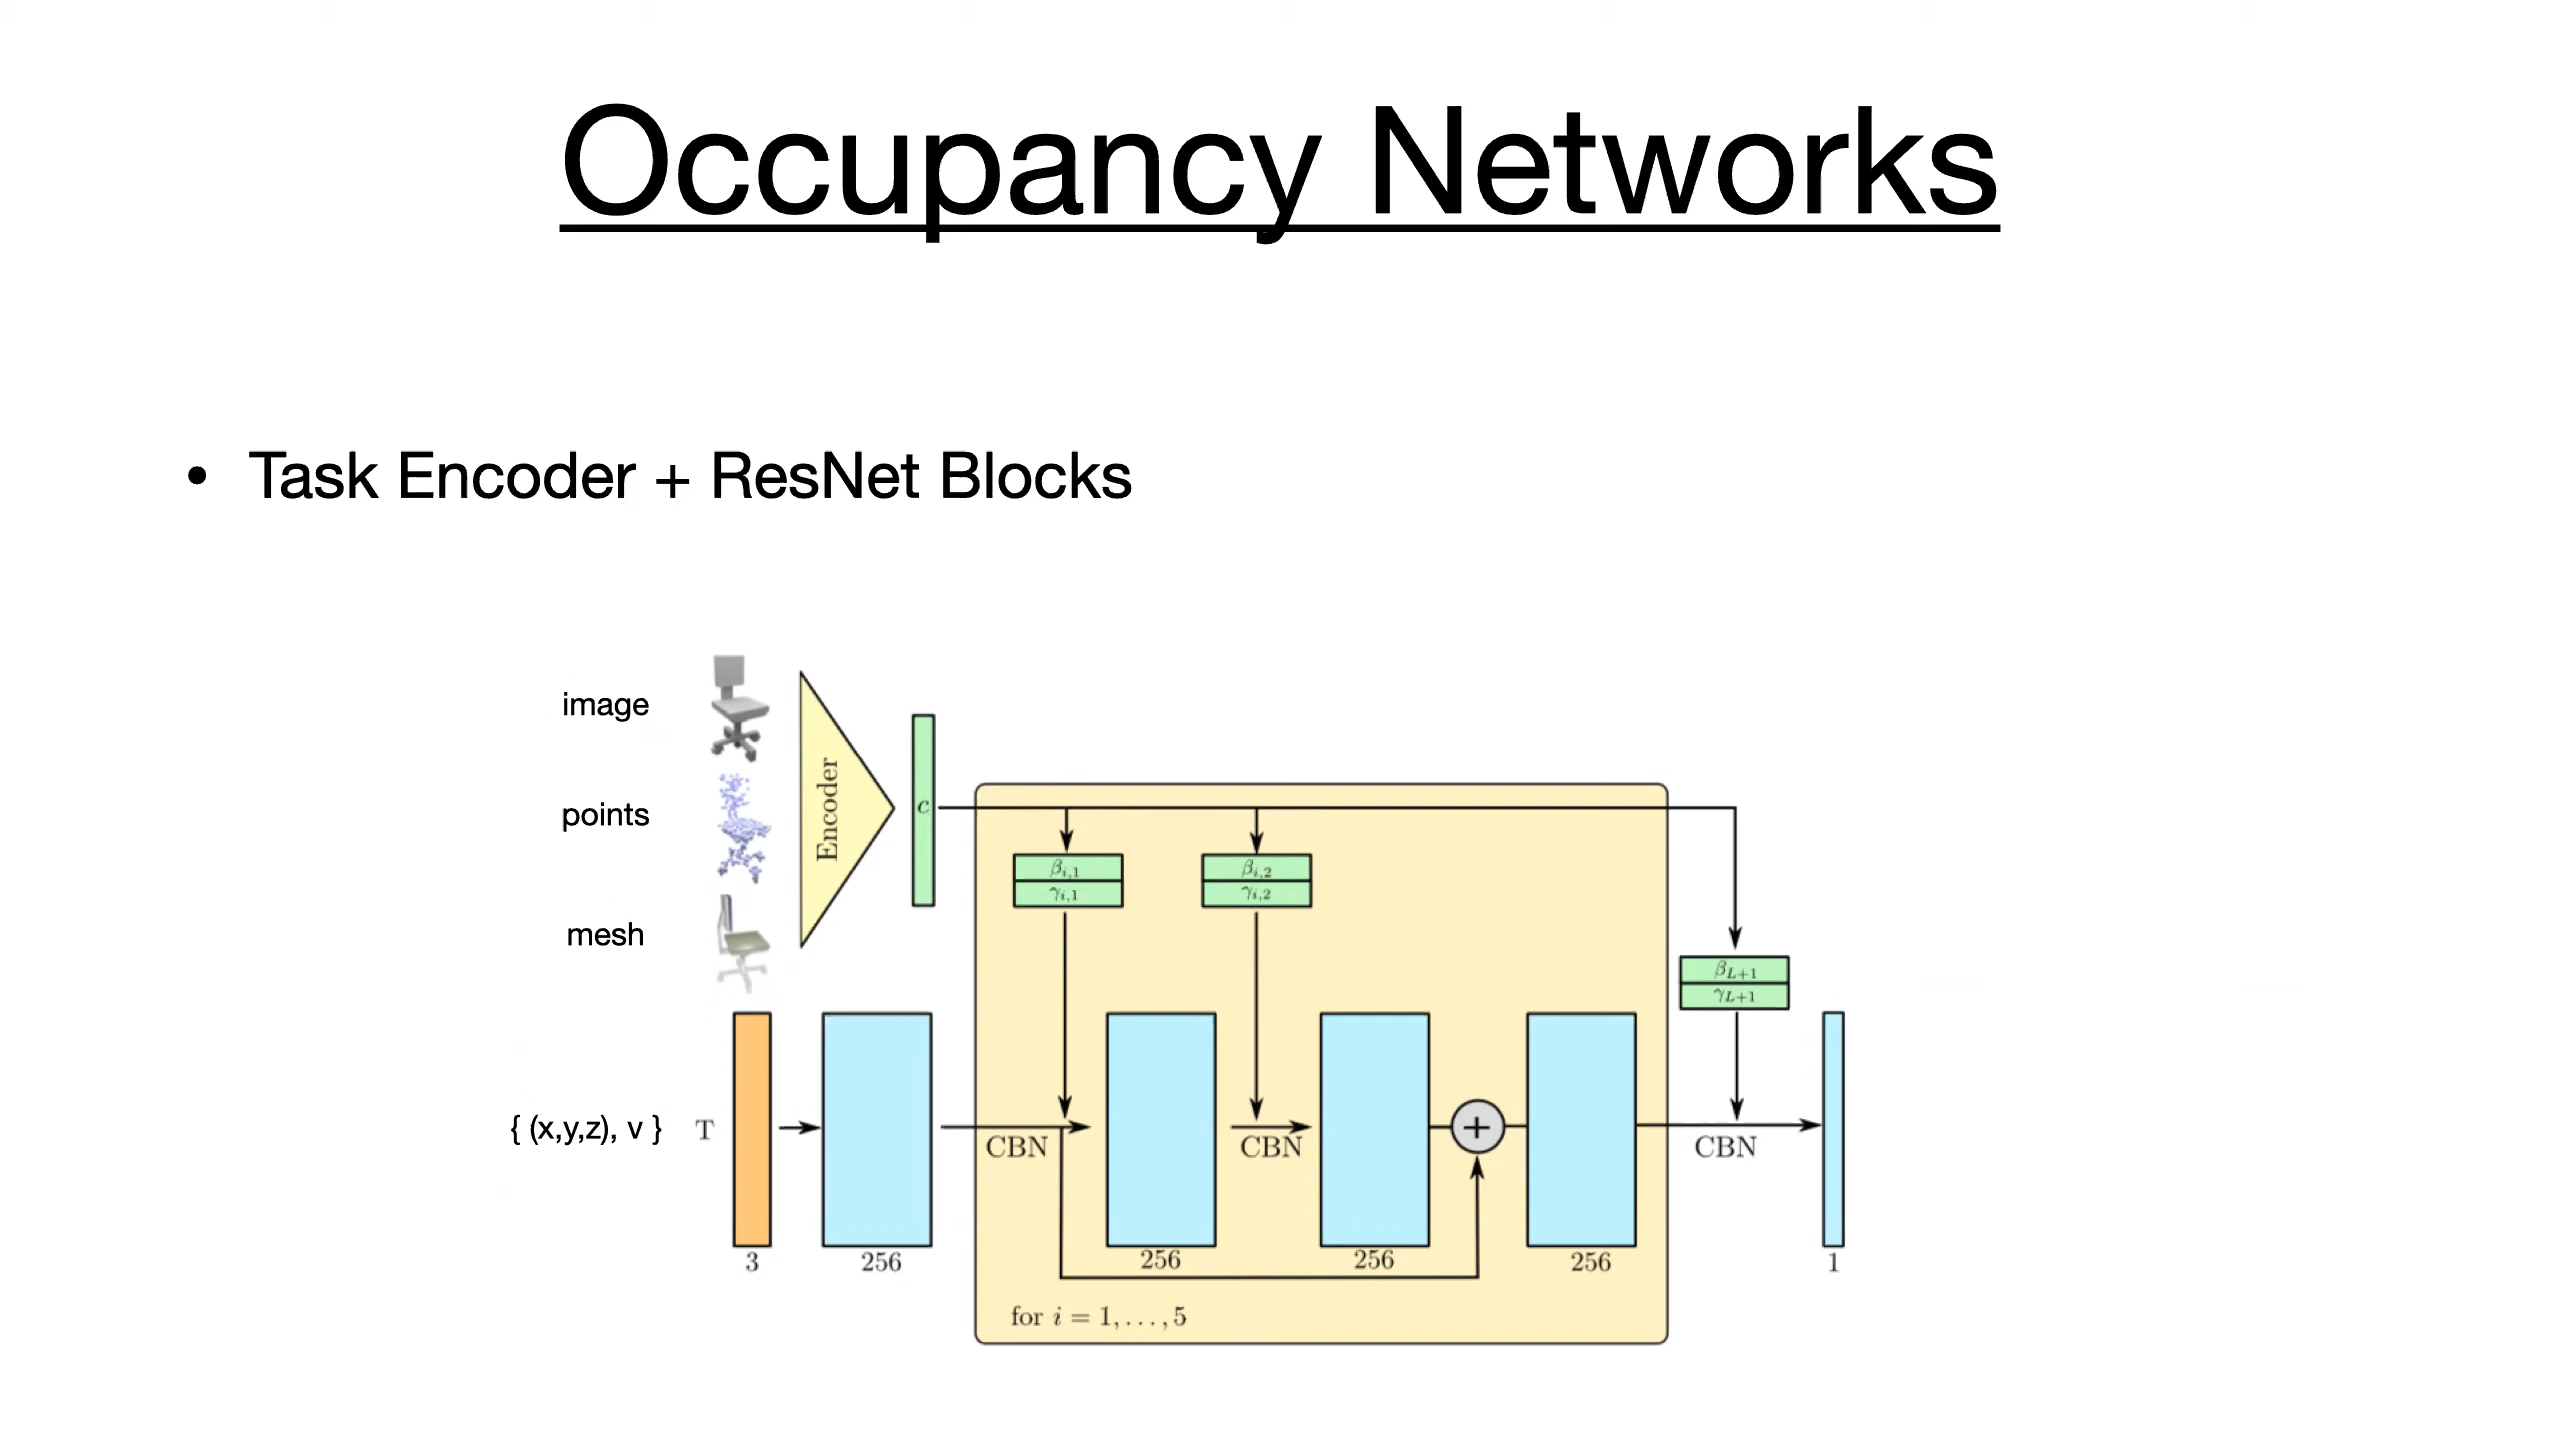 Occupancy Networks
• Task Encoder + ResNet Blocks
image
points
mesh
Encoder
c
β_{i,1}
γ_{i,1}
β_{i,2}
γ_{i,2}
β_{L+1}
γ_{L+1}
{ (x,y,z), v } T
CBN
CBN
CBN
+
3
256
256
256
256
1
for i = 1, . . . , 5